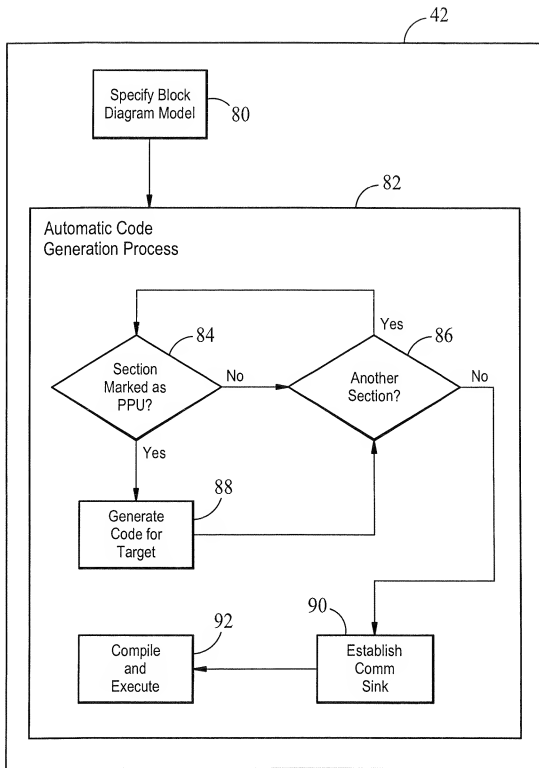 42
Specify Block
Diagram Model
80
82
Automatic Code
Generation Process
Yes
84
86
Section
Marked as
PPU?
No
Another
Section?
No
Yes
88
Generate
Code for
Target
90
92
Compile
and
Execute
Establish
Comm
Sink